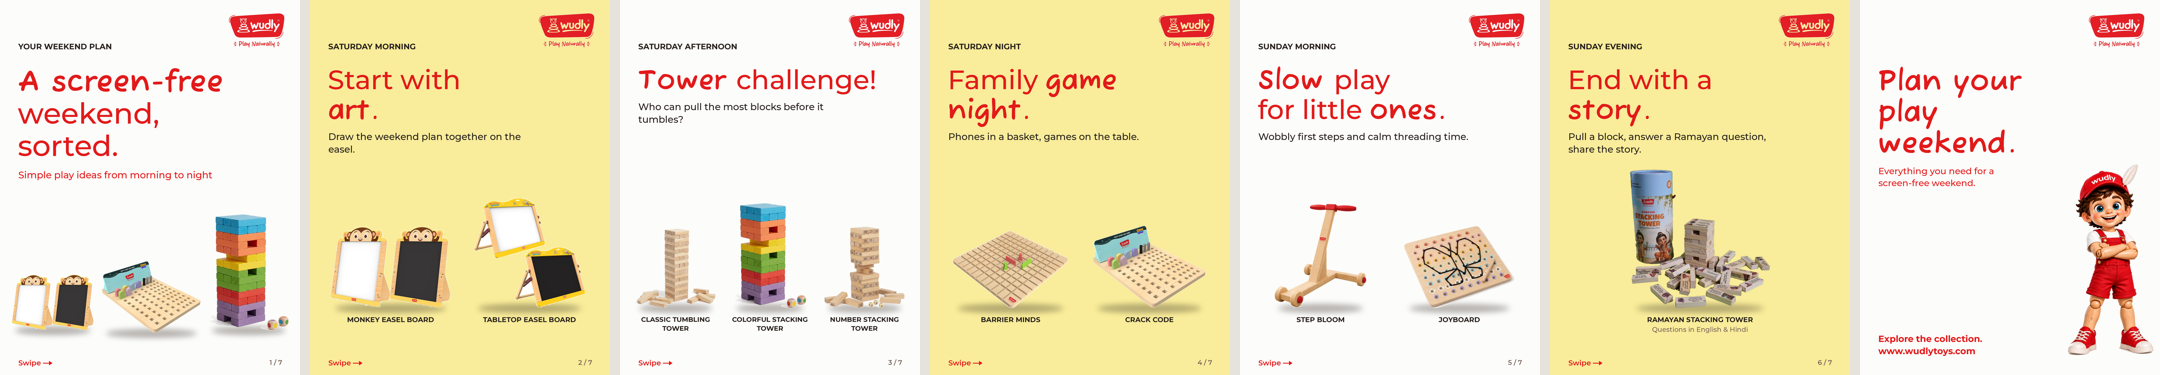 wudly
Play Naturally
YOUR WEEKEND PLAN
A screen-free
weekend,
sorted.
Simple play ideas from morning to night
Swipe →
1 / 7
wudly
Play Naturally
SATURDAY MORNING
Start with
art.
Draw the weekend plan together on the
easel.
MONKEY EASEL BOARD
TABLETOP EASEL BOARD
Swipe →
2 / 7
wudly
Play Naturally
SATURDAY AFTERNOON
Tower challenge!
Who can pull the most blocks before it
tumbles?
CLASSIC TUMBLING
TOWER
COLORFUL STACKING
TOWER
NUMBER STACKING
TOWER
Swipe →
3 / 7
wudly
Play Naturally
SATURDAY NIGHT
Family game
night.
Phones in a basket, games on the table.
BARRIER MINDS
CRACK CODE
Swipe →
4 / 7
wudly
Play Naturally
SUNDAY MORNING
Slow play
for little ones.
Wobbly first steps and calm threading time.
STEP BLOOM
JOYBOARD
Swipe →
5 / 7
wudly
Play Naturally
SUNDAY EVENING
End with a
story.
Pull a block, answer a Ramayan question,
share the story.
STACKING
TOWER
RAMAYAN STACKING TOWER
Questions in English & Hindi
Swipe →
6 / 7
wudly
Play Naturally
Plan your
play
weekend.
Everything you need for a
screen-free weekend.
wudly
Explore the collection.
www.wudlytoys.com